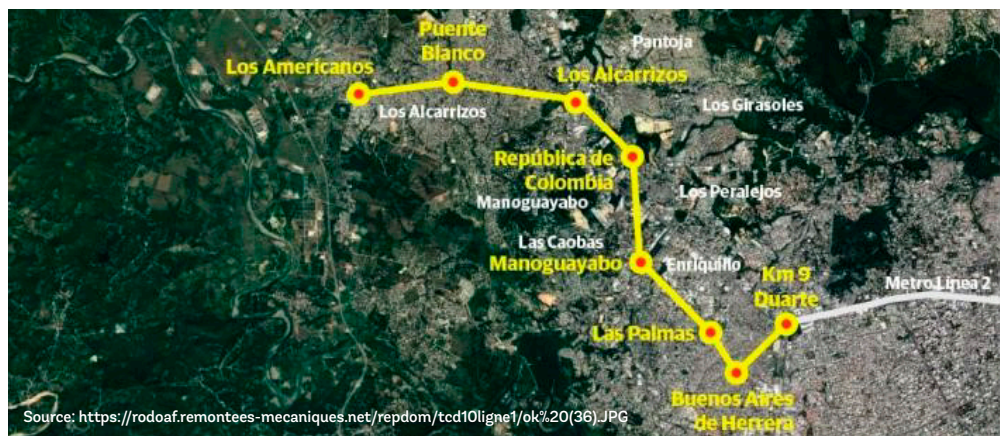 Puente
Blanco
Pantoja
Los Americanos
Los Alcarrizos
Los Alcarrizos
Los Girasoles
República de
Colombia
Los Peralejos
Manoguayabo
Las Caobas
Manoguayabo
Enriquillo
Km 9
Duarte
Metro Línea 2
Las Palmas
Buenos Aires
de Herrera
Source: https://rodoaf.remontees-mecaniques.net/repdom/tcd10ligne1/ok%20(36).JPG